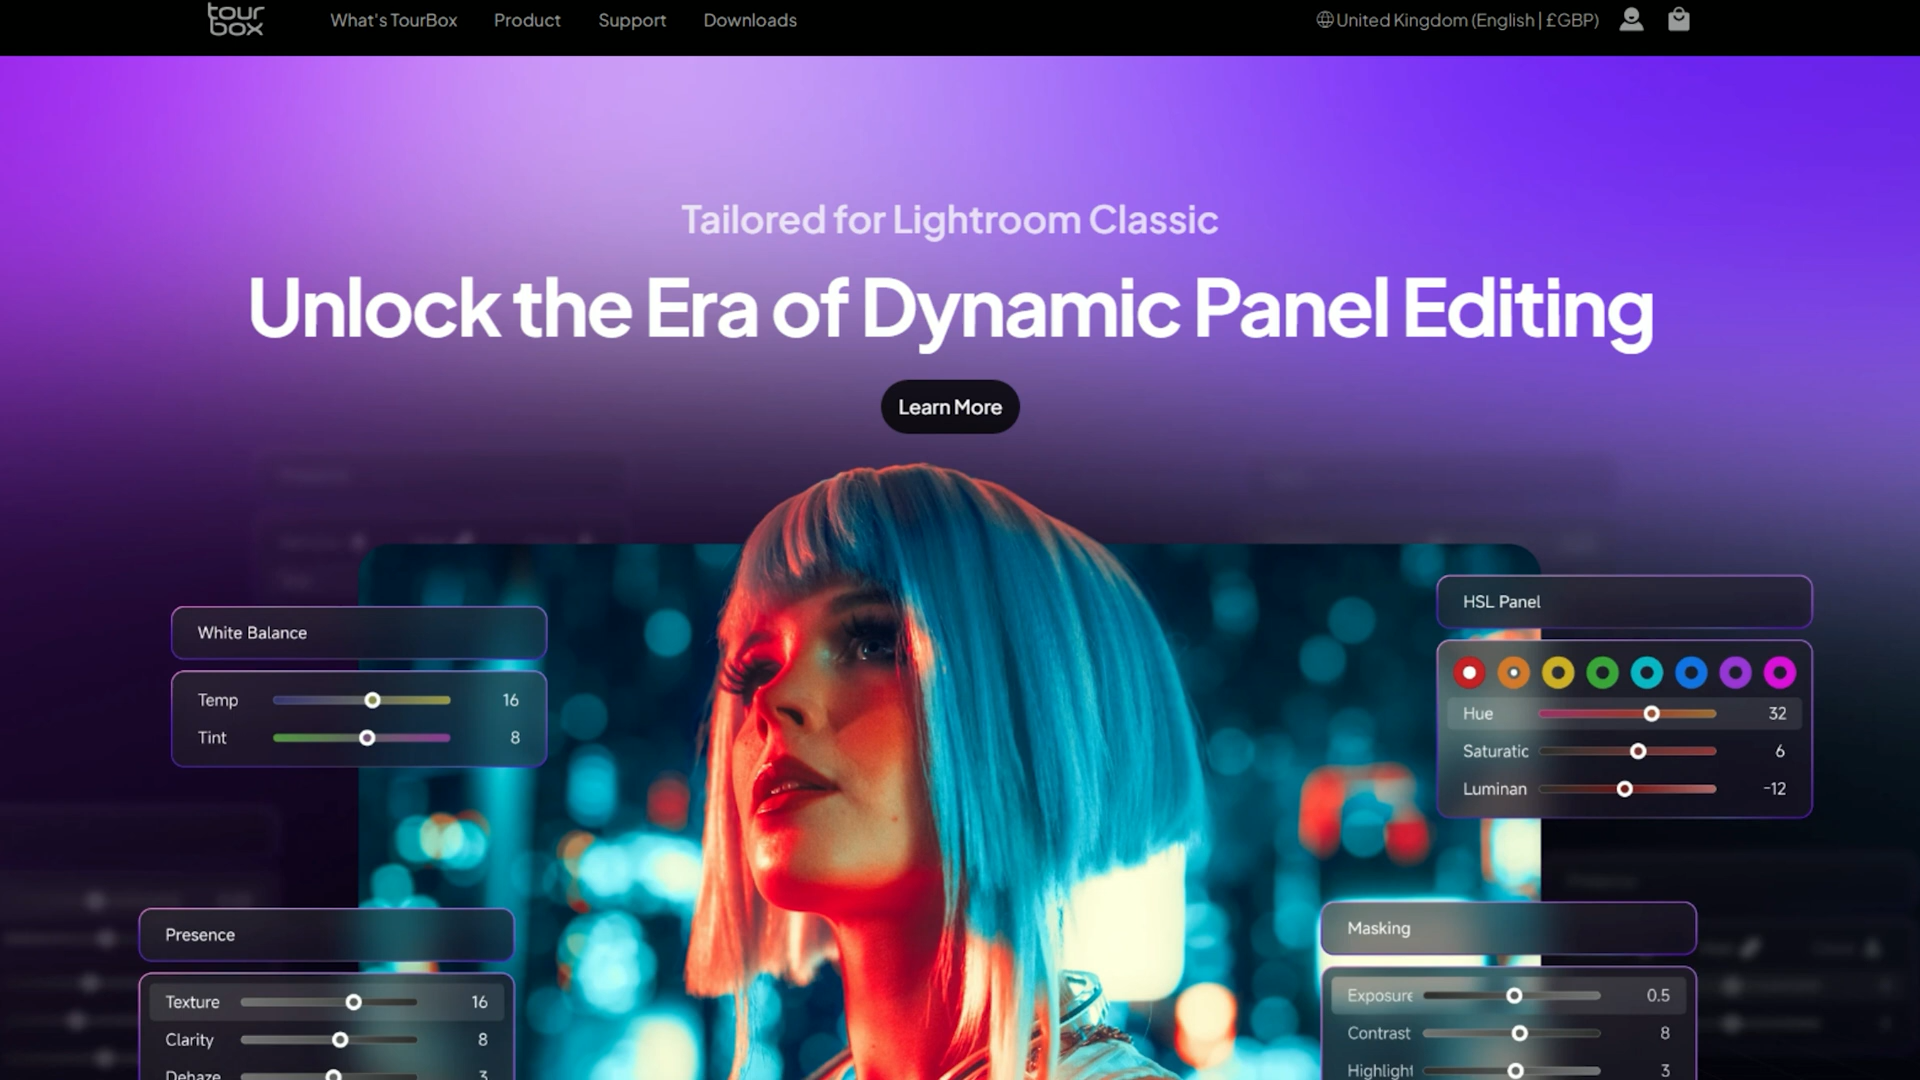 tour
box
What's TourBox
Product
Support
Downloads
United Kingdom (English | £GBP)
Tailored for Lightroom Classic
Unlock the Era of Dynamic Panel Editing
Learn More
White Balance
Temp 16
Tint 8
HSL Panel
Hue 32
Saturatic 6
Luminan -12
Presence
Texture 16
Clarity 8
Dehaze 3
Masking
Exposure 0.5
Contrast 8
Highlight 3